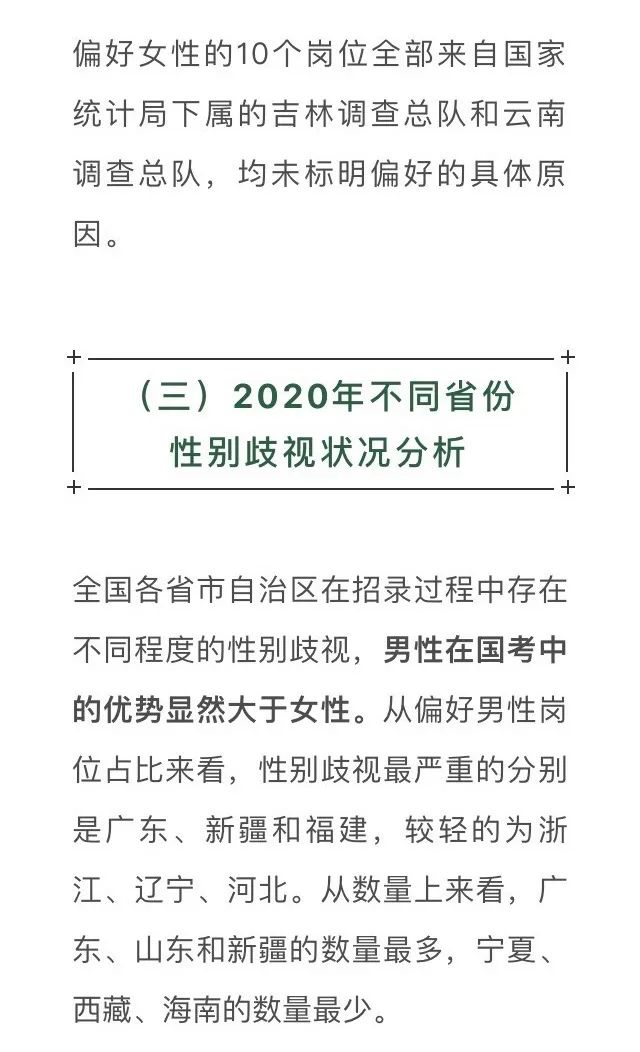 偏好女性的10个岗位全部来自国家
统计局下属的吉林调查总队和云南
调查总队，均未标明偏好的具体原
因。
（三）2020年不同省份
性别歧视状况分析
全国各省市自治区在招录过程中存在
不同程度的性别歧视，男性在国考中
的优势显然大于女性。从偏好男性岗
位占比来看，性别歧视最严重的分别
是广东、新疆和福建，较轻的为浙
江、辽宁、河北。从数量上来看，广
东、山东和新疆的数量最多，宁夏、
西藏、海南的数量最少。